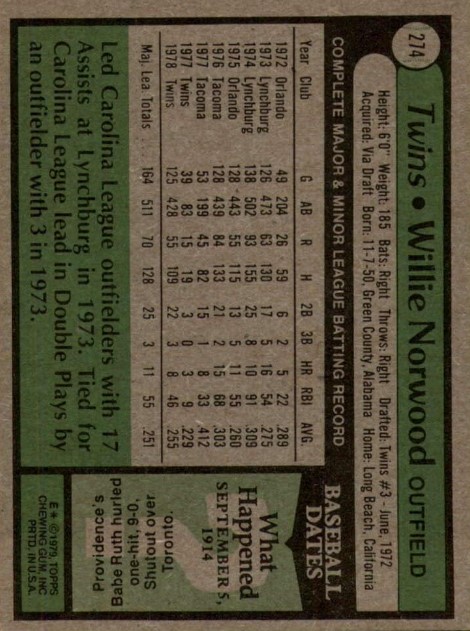 274
Twins • Willie Norwood OUTFIELD
Height: 6'0" Weight: 185 Bats: Right Throws: Right Drafted: Twins #3 - June, 1972
Acquired: Via Draft Born: 11-7-50, Green County, Alabama Home: Long Beach, California
COMPLETE MAJOR & MINOR LEAGUE BATTING RECORD
Year Club G AB R H 2B 3B HR RBI AVG.
1972 Orlando 49 204 26 59 6 2 5 22 .289
1973 Lynchburg 126 473 63 130 17 5 16 54 .275
1974 Lynchburg 138 502 93 155 25 8 10 91 .309
1975 Orlando 128 443 55 115 13 5 11 55 .260
1976 Tacoma 128 439 84 133 21 2 15 68 .303
1977 Tacoma 53 199 45 82 15 1 8 33 .412
1977 Twins 39 83 15 19 3 0 3 9 .229
1978 Twins 125 428 55 109 22 3 8 46 .255
Maj. Lea. Totals 164 511 70 128 25 3 11 55 .251
Led Carolina League outfielders with 17
Assists at Lynchburg in 1973. Tied for
Carolina League lead in Double Plays by
an outfielder with 3 in 1973.
BASEBALL
DATES
What
Happened
SEPTEMBER 5,
1914
Providence's
Babe Ruth hurled
one-hit, 9-0,
Shutout over
Toronto.
E* © 1979, TOPPS
CHEWING GUM, INC.
PRTD. IN U.S.A.